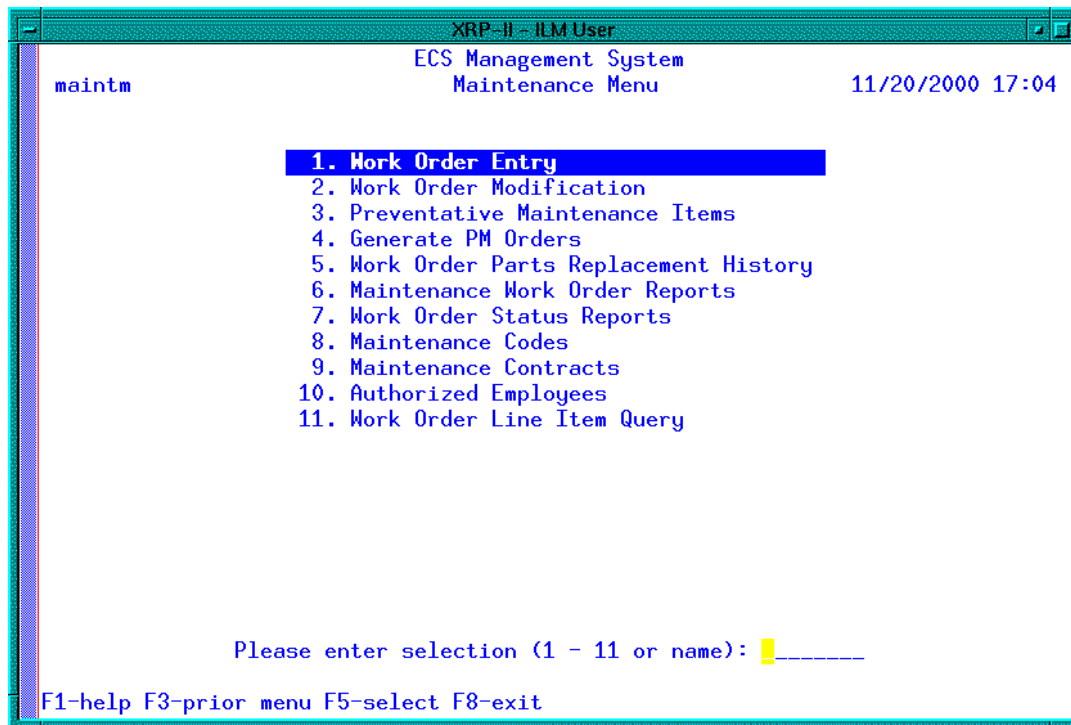 XRP-II - ILM User
ECS Management System
maintm Maintenance Menu 11/20/2000 17:04
1. Work Order Entry
2. Work Order Modification
3. Preventative Maintenance Items
4. Generate PM Orders
5. Work Order Parts Replacement History
6. Maintenance Work Order Reports
7. Work Order Status Reports
8. Maintenance Codes
9. Maintenance Contracts
10. Authorized Employees
11. Work Order Line Item Query
Please enter selection (1 - 11 or name): ________
F1-help F3-prior menu F5-select F8-exit